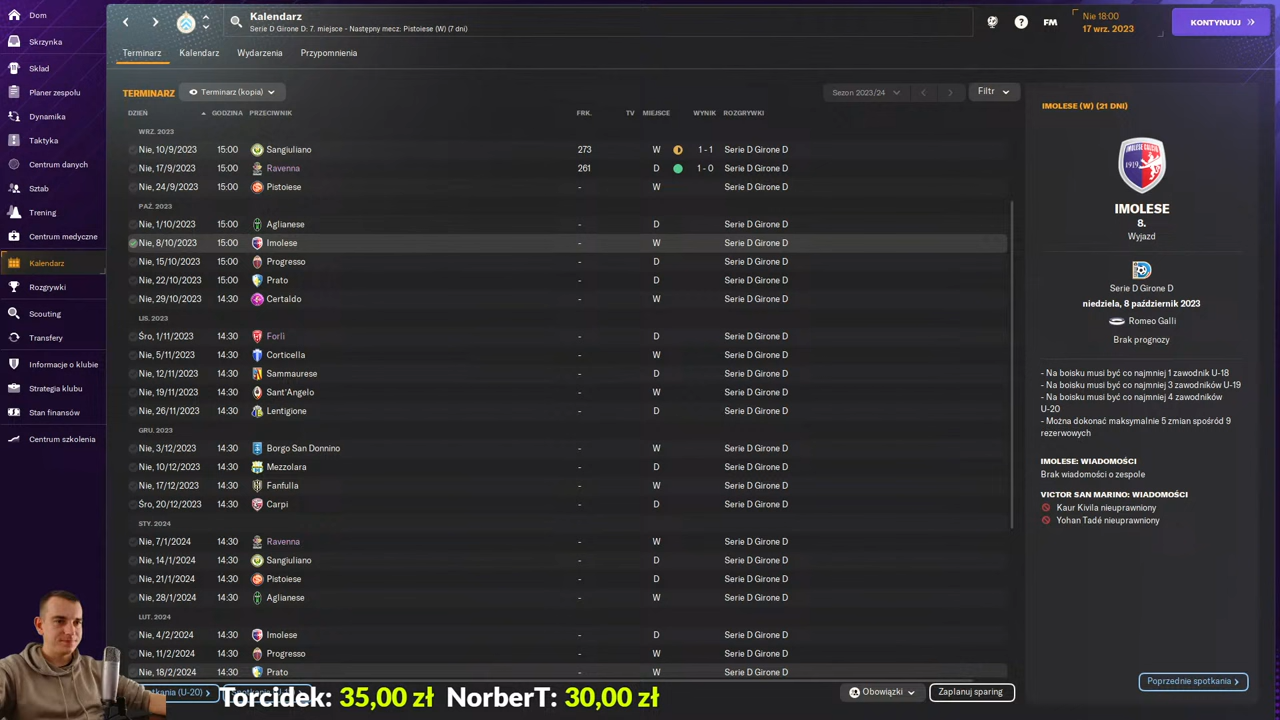 Dom
Skrzynka
Skład
Planer zespołu
Dynamika
Taktyka
Centrum danych
Sztab
Trening
Centrum medyczne
Kalendarz
Rozgrywki
Scouting
Transfery
Informacje o klubie
Strategia klubu
Stan finansów
Centrum szkolenia
Kalendarz
Serie D Girone D: 7. miejsce - Następny mecz: Pistoiese (W) (7 dni)
FM
Nie 18:00
17 wrz. 2023
KONTYNUUJ
Terminarz Kalendarz Wydarzenia Przypomnienia
TERMINARZ Terminarz (kopia) Sezon 2023/24 Filtr
DZIEŃ GODZINA PRZECIWNIK FRK. TV MIEJSCE WYNIK ROZGRYWKI
WRZ. 2023
Nie, 10/9/2023 15:00 Sangiuliano 273 W 1 - 1 Serie D Girone D
Nie, 17/9/2023 15:00 Ravenna 261 D 1 - 0 Serie D Girone D
Nie, 24/9/2023 15:00 Pistoiese - W Serie D Girone D
PAŹ. 2023
Nie, 1/10/2023 15:00 Aglianese - D Serie D Girone D
Nie, 8/10/2023 15:00 Imolese - W Serie D Girone D
Nie, 15/10/2023 15:00 Progresso - D Serie D Girone D
Nie, 22/10/2023 15:00 Prato - D Serie D Girone D
Nie, 29/10/2023 14:30 Certaldo - W Serie D Girone D
LIS. 2023
Śro, 1/11/2023 14:30 Forlì - D Serie D Girone D
Nie, 5/11/2023 14:30 Corticella - W Serie D Girone D
Nie, 12/11/2023 14:30 Sammaurese - D Serie D Girone D
Nie, 19/11/2023 14:30 Sant'Angelo - W Serie D Girone D
Nie, 26/11/2023 14:30 Lentigione - D Serie D Girone D
GRU. 2023
Nie, 3/12/2023 14:30 Borgo San Donnino - W Serie D Girone D
Nie, 10/12/2023 14:30 Mezzolara - D Serie D Girone D
Nie, 17/12/2023 14:30 Fanfulla - W Serie D Girone D
Śro, 20/12/2023 14:30 Carpi - D Serie D Girone D
STY. 2024
Nie, 7/1/2024 14:30 Ravenna - W Serie D Girone D
Nie, 14/1/2024 14:30 Sangiuliano - D Serie D Girone D
Nie, 21/1/2024 14:30 Pistoiese - D Serie D Girone D
Nie, 28/1/2024 14:30 Aglianese - W Serie D Girone D
LUT. 2024
Nie, 4/2/2024 14:30 Imolese - D Serie D Girone D
Nie, 11/2/2024 14:30 Progresso - W Serie D Girone D
Nie, 18/2/2024 14:30 Prato - W Serie D Girone D
(U-20)
Obowiązki Zaplanuj sparing
Torcidek: 35,00 zł NorberT: 30,00 zł
IMOLESE (W) (21 DNI)
IMOLESE CALCIO
1919
IMOLESE
8.
Wyjazd
Serie D Girone D
niedziela, 8 październik 2023
Romeo Galli
Brak prognozy
- Na boisku musi być co najmniej 1 zawodnik U-18
- Na boisku musi być co najmniej 3 zawodników U-19
- Na boisku musi być co najmniej 4 zawodników
U-20
- Można dokonać maksymalnie 5 zmian spośród 9
rezerwowych
IMOLESE: WIADOMOŚCI
Brak wiadomości o zespole
VICTOR SAN MARINO: WIADOMOŚCI
Kaur Kivila nieuprawniony
Yohan Tadé nieuprawniony
Poprzednie spotkania